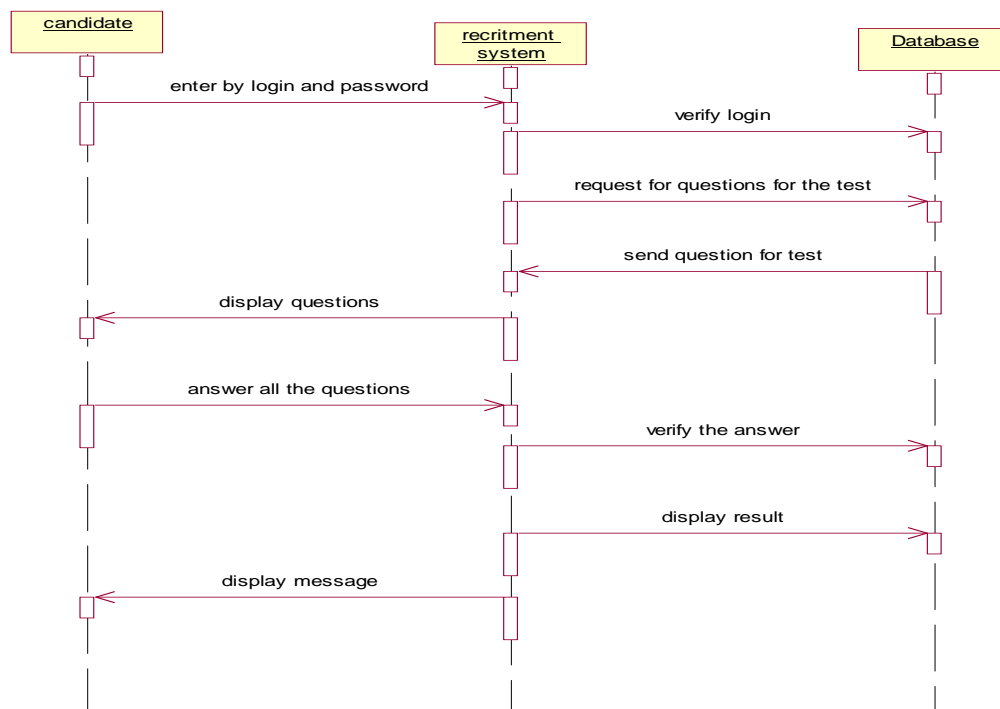 candidate
recritment
system
Database
enter by login and password
verify login
request for questions for the test
send question for test
display questions
answer all the questions
verify the answer
display result
display message